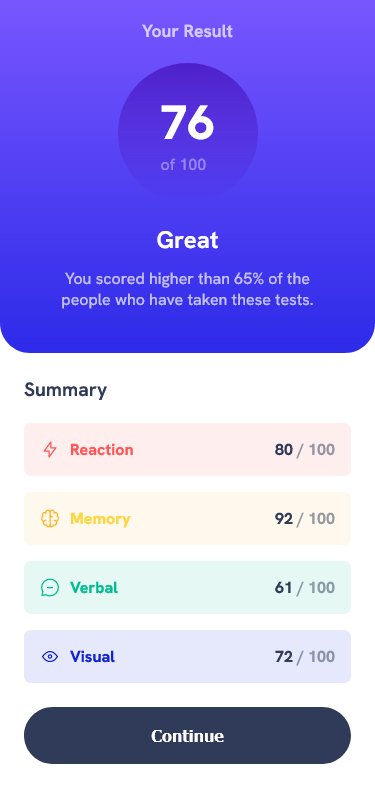 Your Result
76
of 100
Great
You scored higher than 65% of the
people who have taken these tests.
Summary
Reaction 80 / 100
Memory 92 / 100
Verbal 61 / 100
Visual 72 / 100
Continue